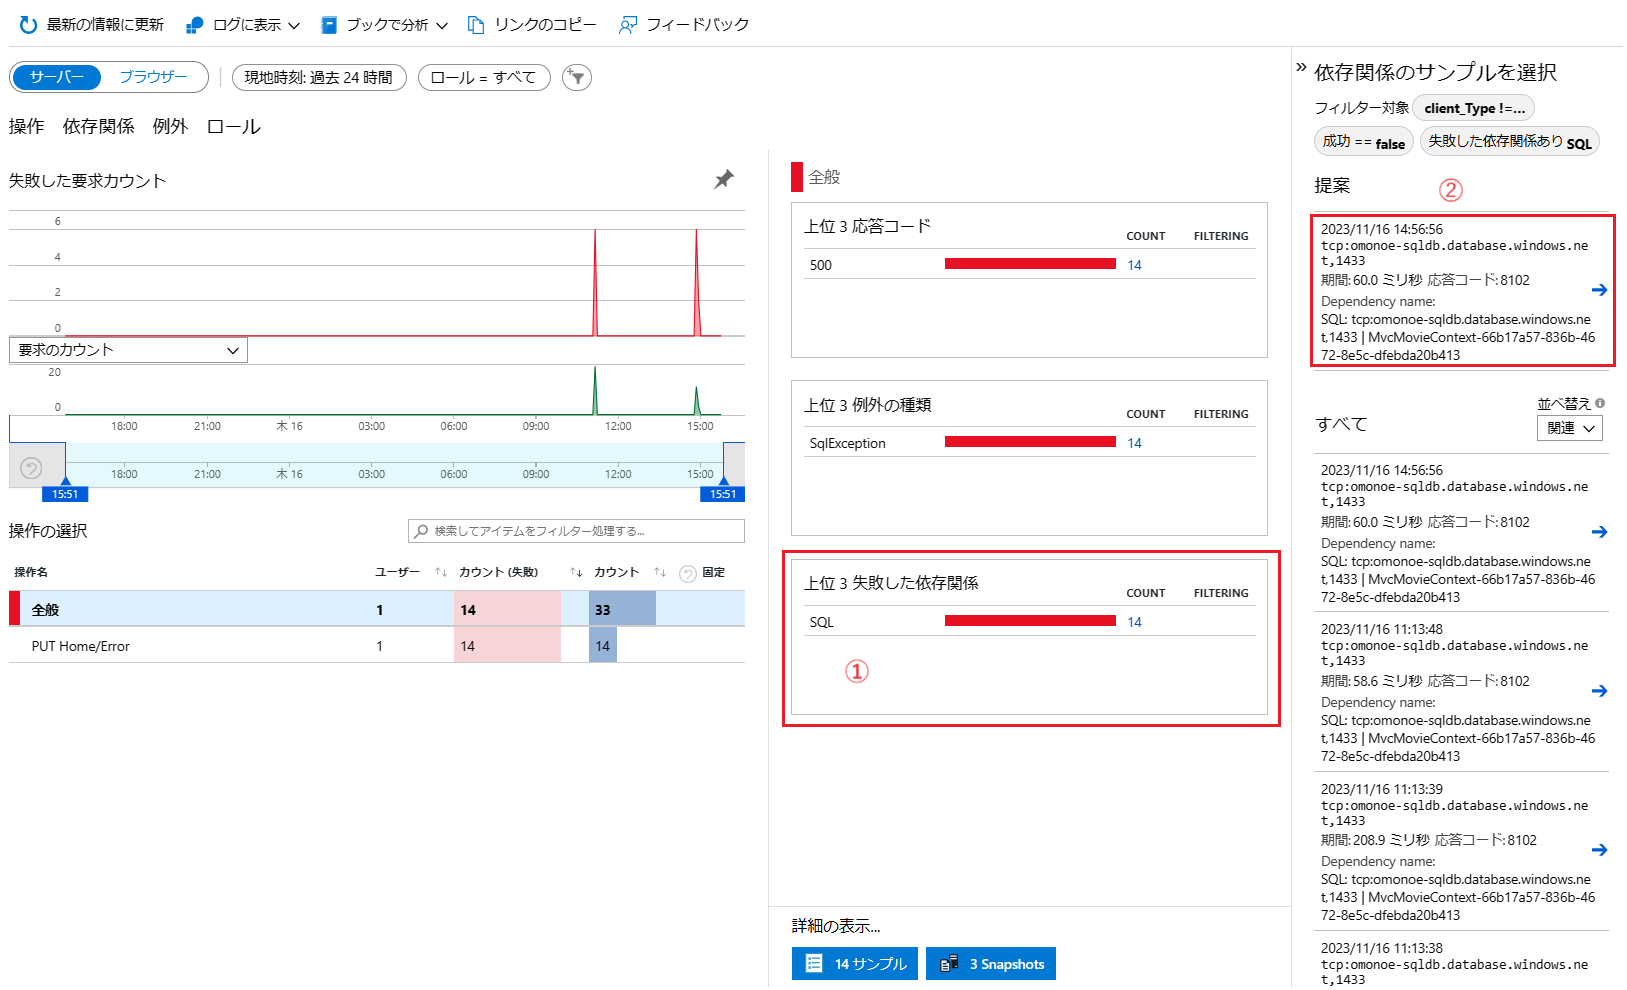 最新の情報に更新 ログに表示 ブックで分析 リンクのコピー フィードバック
サーバー ブラウザー 現地時刻: 過去 24 時間 ロール = すべて
操作 依存関係 例外 ロール
失敗した要求カウント
6
4
2
0
要求のカウント
20
0
18:00 21:00 木 16 03:00 06:00 09:00 12:00 15:00
18:00 21:00 木 16 03:00 06:00 09:00 12:00 15:00
15:51 15:51
操作の選択 検索してアイテムをフィルター処理する...
操作名 ユーザー ↑↓ カウント (失敗) ↑↓ カウント ↑↓ 固定
全般 1 14 33
PUT Home/Error 1 14 14
全般
上位 3 応答コード
COUNT FILTERING
500 14
上位 3 例外の種類
COUNT FILTERING
SqlException 14
上位 3 失敗した依存関係
COUNT FILTERING
SQL 14
①
詳細の表示...
14 サンプル 3 Snapshots
» 依存関係のサンプルを選択
フィルター対象 client_Type !=...
成功 == false 失敗した依存関係あり SQL
提案 ②
2023/11/16 14:56:56
tcp:omonoe-sqldb.database.windows.ne
t,1433
期間: 60.0 ミリ秒 応答コード: 8102
Dependency name:
SQL: tcp:omonoe-sqldb.database.windows.ne
t,1433 | MvcMovieContext-66b17a57-836b-46
72-8e5c-dfebda20b413
並べ替え
すべて 関連
2023/11/16 14:56:56
tcp:omonoe-sqldb.database.windows.ne
t,1433
期間: 60.0 ミリ秒 応答コード: 8102
Dependency name:
SQL: tcp:omonoe-sqldb.database.windows.ne
t,1433 | MvcMovieContext-66b17a57-836b-46
72-8e5c-dfebda20b413
2023/11/16 11:13:48
tcp:omonoe-sqldb.database.windows.ne
t,1433
期間: 58.6 ミリ秒 応答コード: 8102
Dependency name:
SQL: tcp:omonoe-sqldb.database.windows.ne
t,1433 | MvcMovieContext-66b17a57-836b-46
72-8e5c-dfebda20b413
2023/11/16 11:13:39
tcp:omonoe-sqldb.database.windows.ne
t,1433
期間: 208.9 ミリ秒 応答コード: 8102
Dependency name:
SQL: tcp:omonoe-sqldb.database.windows.ne
t,1433 | MvcMovieContext-66b17a57-836b-46
72-8e5c-dfebda20b413
2023/11/16 11:13:38
tcp:omonoe-sqldb.database.windows.ne
t,1433